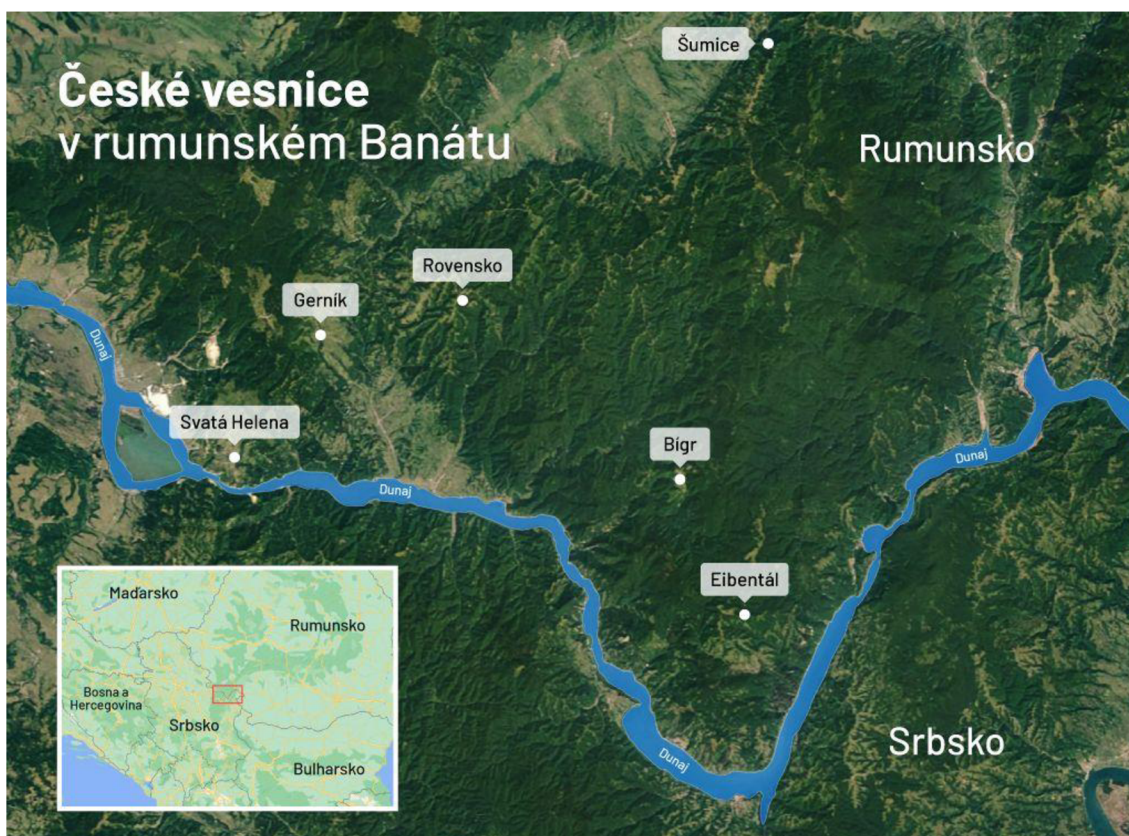 České vesnice
v rumunském Banátu
Šumice
Rumunsko
Rovensko
Gerník
Dunaj
Svatá Helena
Bígr
Dunaj
Dunaj
Eibentál
Maďarsko
Rumunsko
Bosna a
Hercegovina
Srbsko
Bulharsko
Srbsko
Dunaj